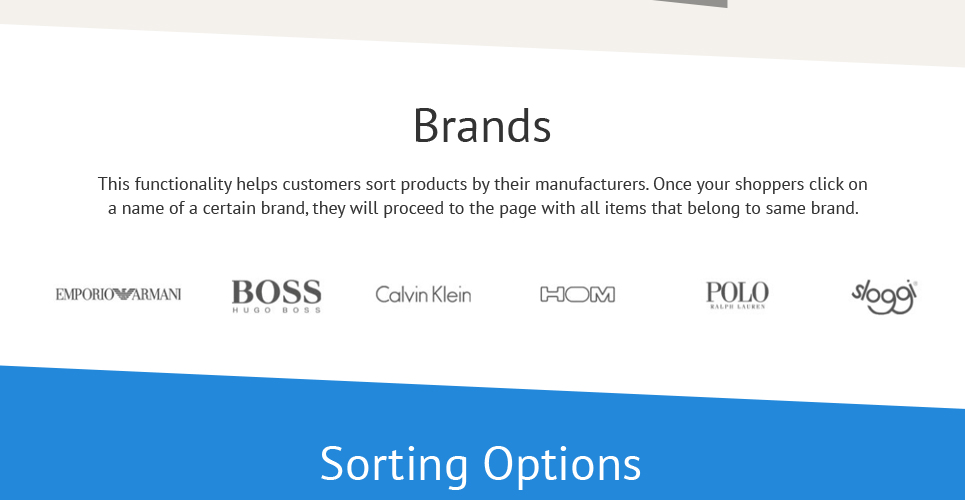 Brands
This functionality helps customers sort products by their manufacturers. Once your shoppers click on
a name of a certain brand, they will proceed to the page with all items that belong to same brand.
EMPORIO ARMANI
BOSS
HUGO BOSS
Calvin Klein
HOM
POLO
RALPH LAUREN
sloggi
Sorting Options